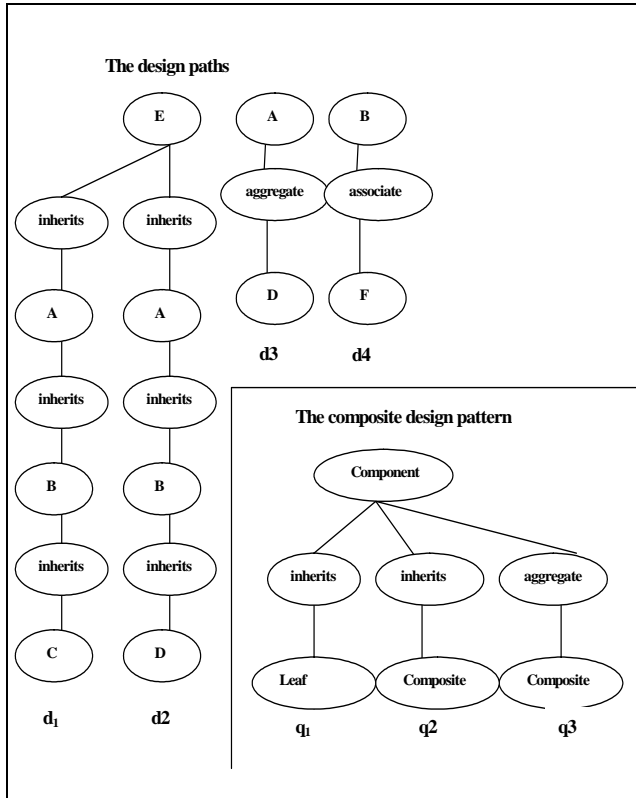 The design paths
E
A
B
inherits
inherits
aggregate
associate
A
A
D
F
d3
d4
inherits
inherits
The composite design pattern
Component
B
B
inherits
inherits
inherits
inherits
aggregate
C
D
Leaf
Composite
Composite
d1
d2
q1
q2
q3